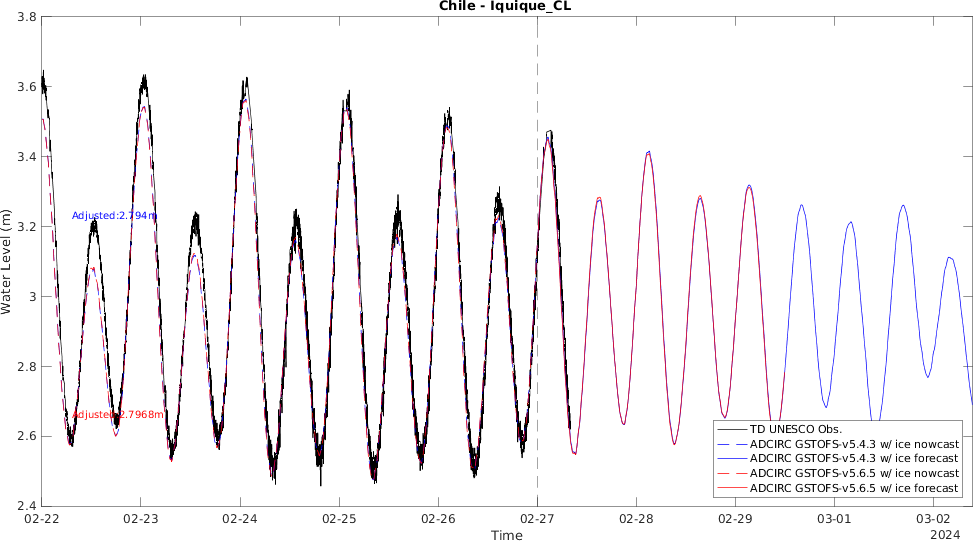 Chile - Iquique_CL
3.8
3.6
3.4
3.2
3
2.8
2.6
2.4
Water Level (m)
Adjusted:2.794m
Adjusted:2.7968m
TD UNESCO Obs.
ADCIRC GSTOFS-v5.4.3 w/ ice nowcast
ADCIRC GSTOFS-v5.4.3 w/ ice forecast
ADCIRC GSTOFS-v5.6.5 w/ ice nowcast
ADCIRC GSTOFS-v5.6.5 w/ ice forecast
02-22 02-23 02-24 02-25 02-26 02-27 02-28 02-29 03-01 03-02
Time
2024